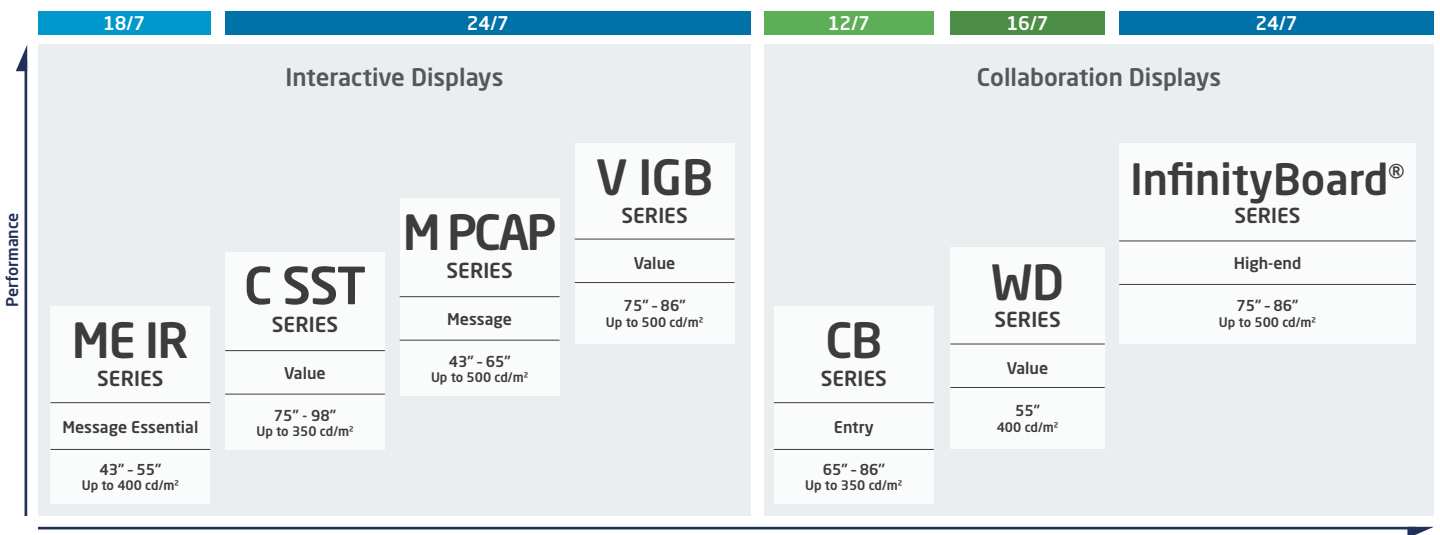 18/7
24/7
12/7
16/7
24/7
Performance
Interactive Displays
ME IR
SERIES
Message Essential
43” – 55”
Up to 400 cd/m²
C SST
SERIES
Value
75” - 98”
Up to 350 cd/m²
M PCAP
SERIES
Message
43” – 65”
Up to 500 cd/m²
V IGB
SERIES
Value
75” – 86”
Up to 500 cd/m²
Collaboration Displays
CB
SERIES
Entry
65” – 86”
Up to 350 cd/m²
WD
SERIES
Value
55”
400 cd/m²
InfinityBoard®
SERIES
High-end
75” – 86”
Up to 500 cd/m²